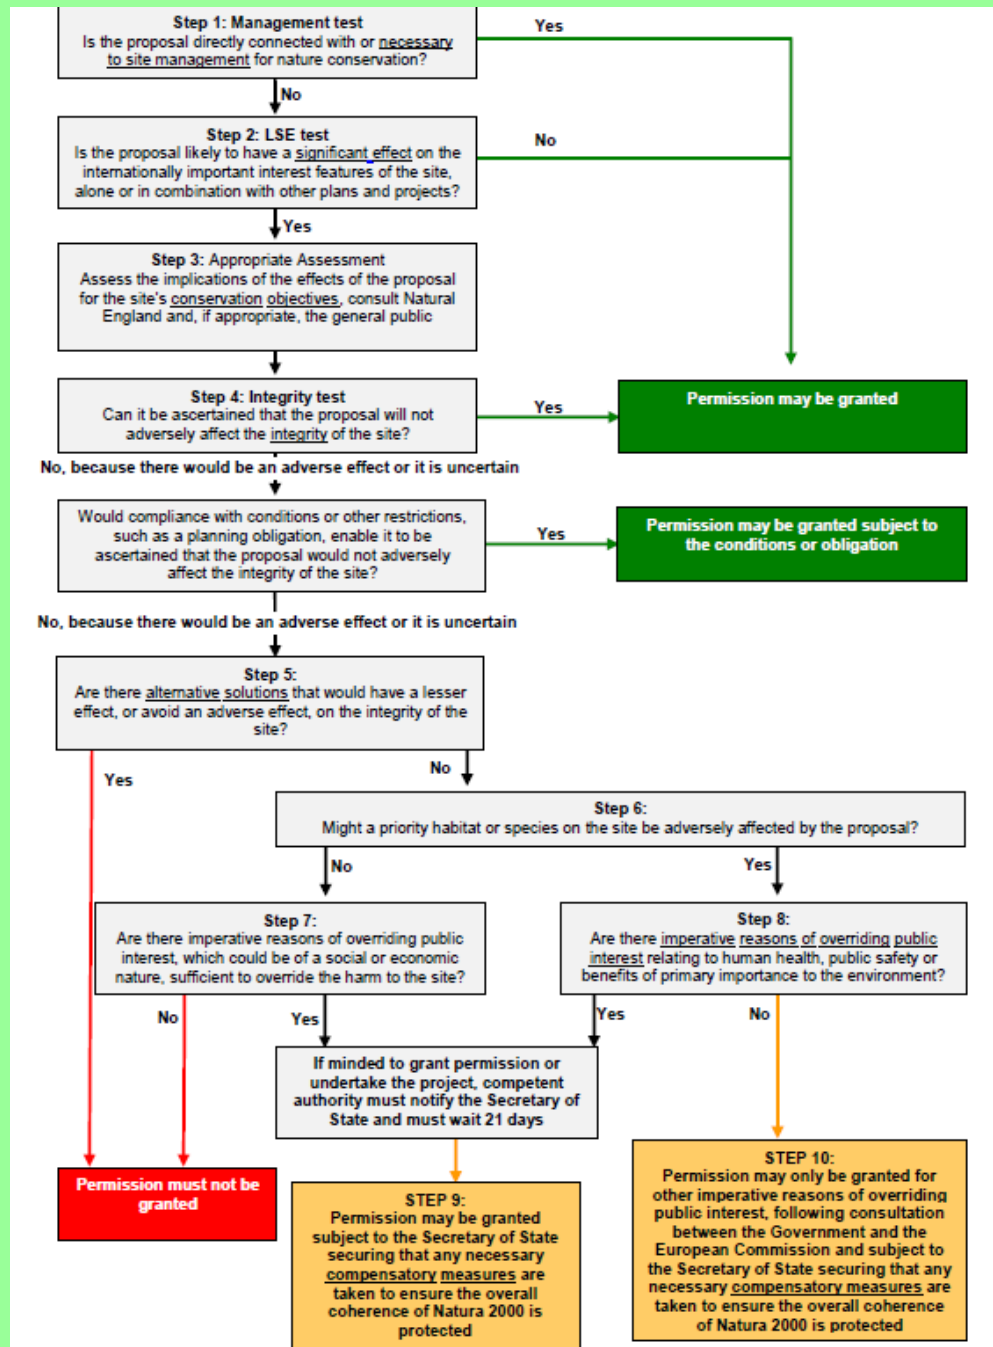 Step 1: Management test
Is the proposal directly connected with or necessary
to site management for nature conservation?
Yes
No
Step 2: LSE test
Is the proposal likely to have a significant effect on the
internationally important interest features of the site,
alone or in combination with other plans and projects?
No
Yes
Step 3: Appropriate Assessment
Assess the implications of the effects of the proposal
for the site's conservation objectives, consult Natural
England and, if appropriate, the general public
Step 4: Integrity test
Can it be ascertained that the proposal will not
adversely affect the integrity of the site?
Yes
Permission may be granted
No, because there would be an adverse effect or it is uncertain
Would compliance with conditions or other restrictions,
such as a planning obligation, enable it to be
ascertained that the proposal would not adversely
affect the integrity of the site?
Yes
Permission may be granted subject to
the conditions or obligation
No, because there would be an adverse effect or it is uncertain
Step 5:
Are there alternative solutions that would have a lesser
effect, or avoid an adverse effect, on the integrity of the
site?
Yes
No
Step 6:
Might a priority habitat or species on the site be adversely affected by the proposal?
No
Yes
Step 7:
Are there imperative reasons of overriding public
interest, which could be of a social or economic
nature, sufficient to override the harm to the site?
Step 8:
Are there imperative reasons of overriding public
interest relating to human health, public safety or
benefits of primary importance to the environment?
No
Yes
Yes
No
If minded to grant permission or
undertake the project, competent
authority must notify the Secretary of
State and must wait 21 days
Permission must not be
granted
STEP 9:
Permission may be granted
subject to the Secretary of State
securing that any necessary
compensatory measures are
taken to ensure the overall
coherence of Natura 2000 is
protected
STEP 10:
Permission may only be granted for
other imperative reasons of overriding
public interest, following consultation
between the Government and the
European Commission and subject to
the Secretary of State securing that any
necessary compensatory measures are
taken to ensure the overall coherence
of Natura 2000 is protected